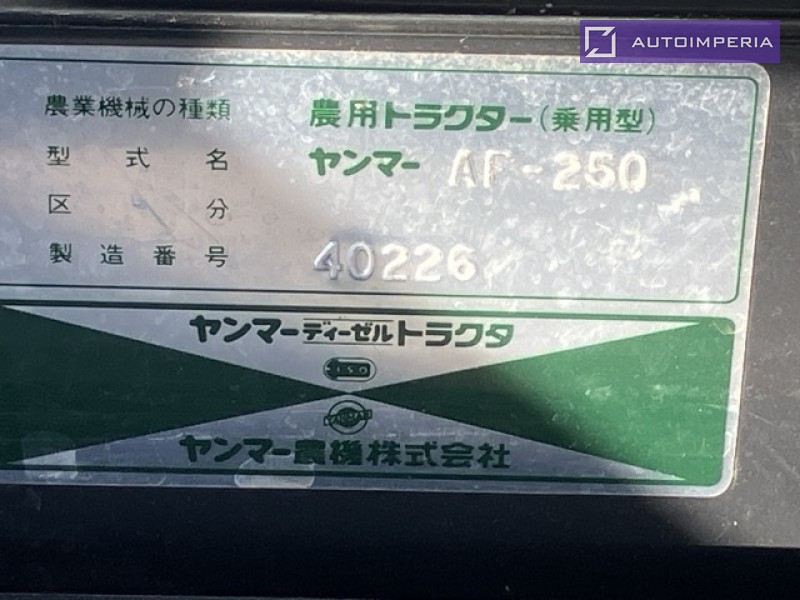 AUTOIMPERIA
農業機械の種類 農用トラクター(乗用型)
型式名 ヤンマー AF-250
区分
製造番号 40226
ヤンマーディーゼルトラクタ
YANMAR
ヤンマー農機株式会社